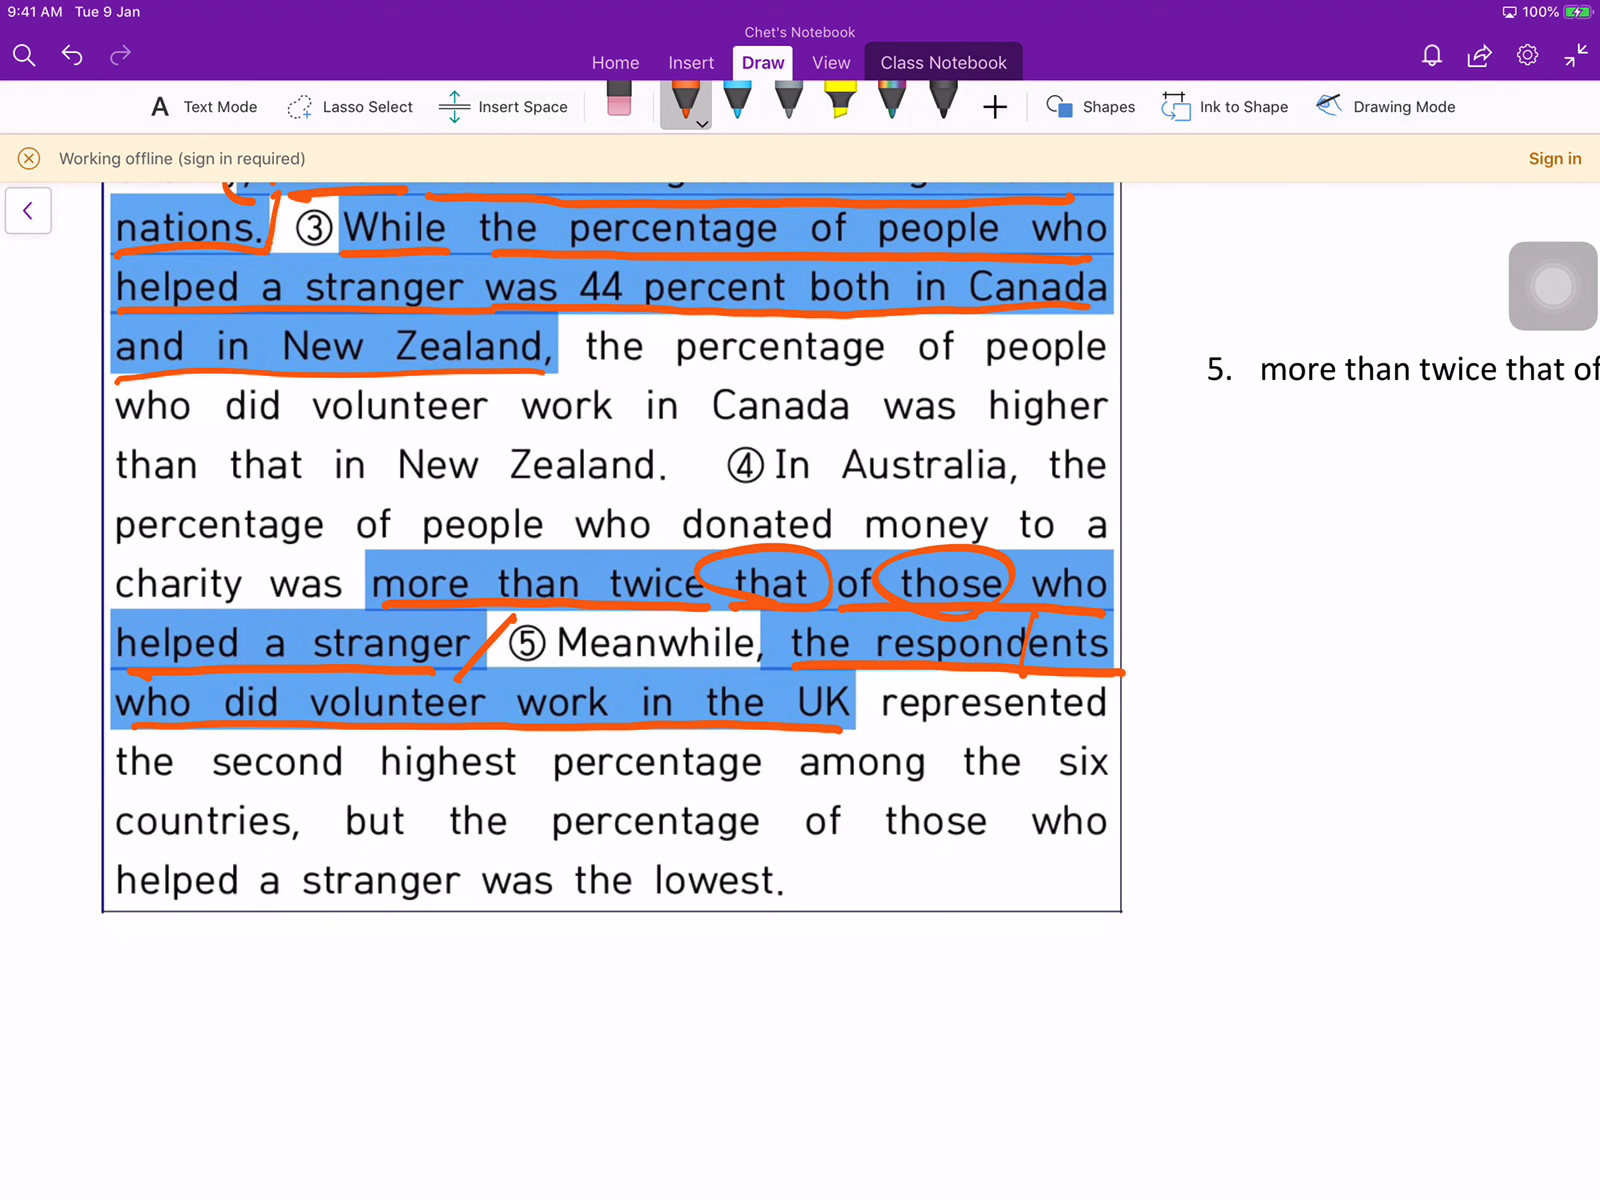 9:41 AM Tue 9 Jan
100%
Chet's Notebook
Home Insert Draw View Class Notebook
Text Mode Lasso Select Insert Space Shapes Ink to Shape Drawing Mode
Working offline (sign in required) Sign in
nations. ③ While the percentage of people who
helped a stranger was 44 percent both in Canada
and in New Zealand, the percentage of people
who did volunteer work in Canada was higher
than that in New Zealand. ④ In Australia, the
percentage of people who donated money to a
charity was more than twice that of those who
helped a stranger ⑤ Meanwhile, the respondents
who did volunteer work in the UK represented
the second highest percentage among the six
countries, but the percentage of those who
helped a stranger was the lowest.
5. more than twice that of